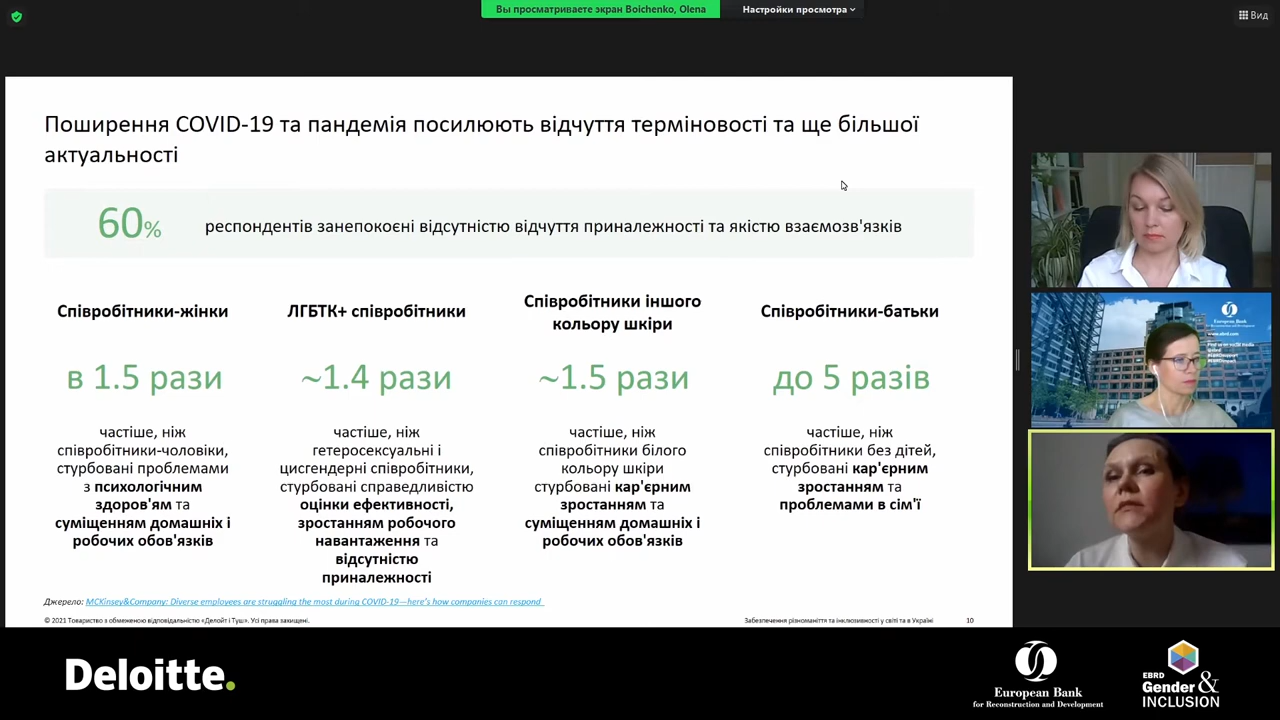 Вы просматриваете экран Boichenko, Olena
Настройки просмотра
Вид
Поширення COVID-19 та пандемія посилюють відчуття терміновості та ще більшої
актуальності
60% респондентів занепокоєні відсутністю відчуття приналежності та якістю взаємозв'язків
Співробітники-жінки
в 1.5 рази
частіше, ніж
співробітники-чоловіки,
стурбовані проблемами
з психологічним
здоров'ям та
суміщенням домашніх і
робочих обов'язків
ЛГБТК+ співробітники
~1.4 рази
частіше, ніж
гетеросексуальні і
цисгендерні співробітники,
стурбовані справедливістю
оцінки ефективності,
зростанням робочого
навантаження та
відсутністю
приналежності
Співробітники іншого
кольору шкіри
~1.5 рази
частіше, ніж
співробітники білого
кольору шкіри
стурбовані кар'єрним
зростанням та
суміщенням домашніх і
робочих обов'язків
Співробітники-батьки
до 5 разів
частіше, ніж
співробітники без дітей,
стурбовані кар'єрним
зростанням та
проблемами в сім'ї
Джерело: MCKinsey&Company: Diverse employees are struggling the most during COVID-19—here's how companies can respond
© 2021 Товариство з обмеженою відповідальністю «Делойт і Туш». Усі права захищені.
Забезпечення різноманіття та інклюзивності у світі та в Україні
10
European Bank
www.ebrd.com
Deloitte.
European Bank
for Reconstruction and Development
EBRD
Gender &
INCLUSION